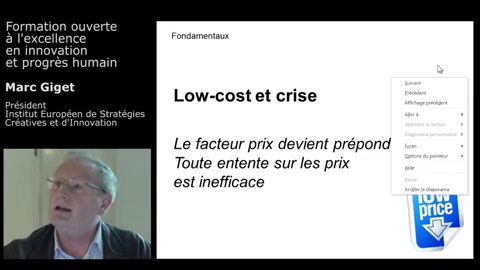 Formation ouverte
à l'excellence
en innovation
et progrès humain
Marc Giget
Président
Institut Européen de Stratégies
Créatives et d'Innovation
Fondamentaux
Low-cost et crise
Le facteur prix devient prépond
Toute entente sur les prix
est inefficace
Suivant
Précédent
Affichage précédent
Aller à
Atteindre la section
Diaporama personnalisé
Écran
Options du pointeur
Aide
Pause
Arrêter le diaporama
low
price